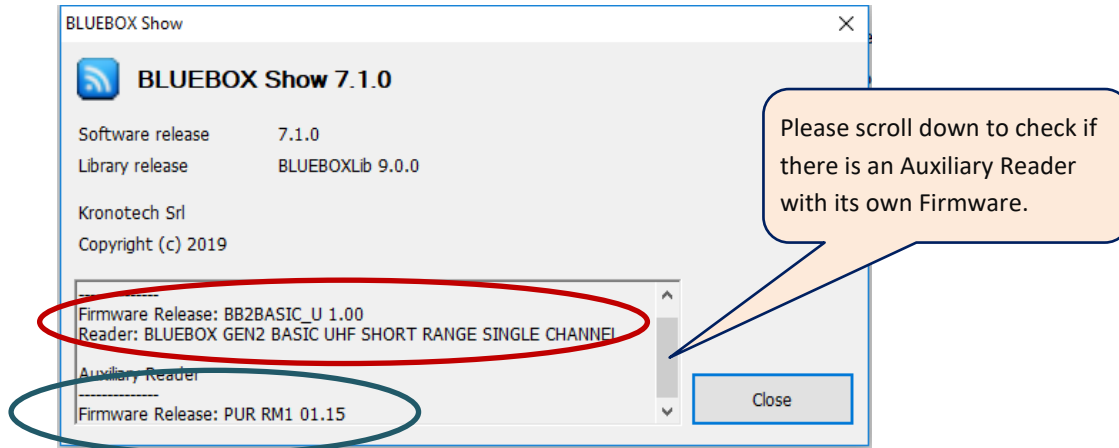 BLUEBOX Show
BLUEBOX Show 7.1.0
Software release 7.1.0
Library release BLUEBOXLib 9.0.0
Kronotech Srl
Copyright (c) 2019
--------------
Firmware Release: BB2BASIC_U 1.00
Reader: BLUEBOX GEN2 BASIC UHF SHORT RANGE SINGLE CHANNEL
Auxiliary Reader
--------------
Firmware Release: PUR RM1 01.15
Close
Please scroll down to check if
there is an Auxiliary Reader
with its own Firmware.